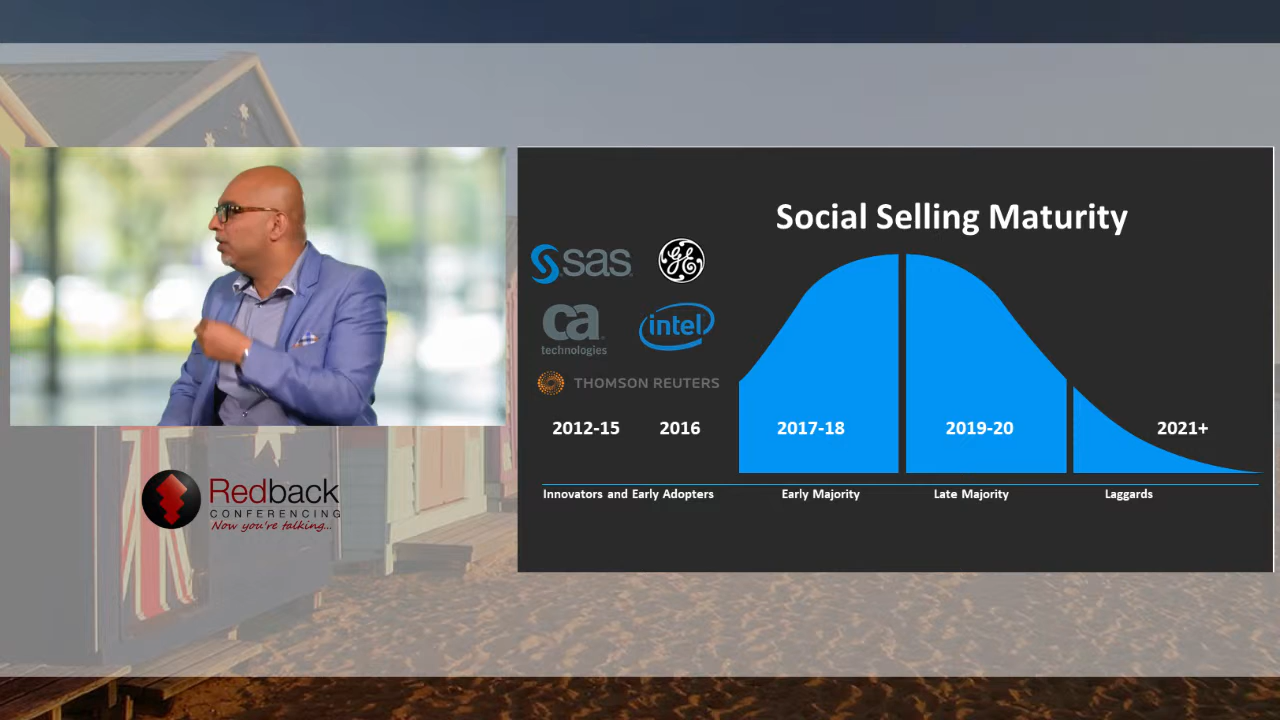 Social Selling Maturity
sas
GE
ca
technologies
intel
THOMSON REUTERS
2012-15
2016
2017-18
2019-20
2021+
Innovators and Early Adopters
Early Majority
Late Majority
Laggards
Redback
CONFERENCING
Now you're talking...